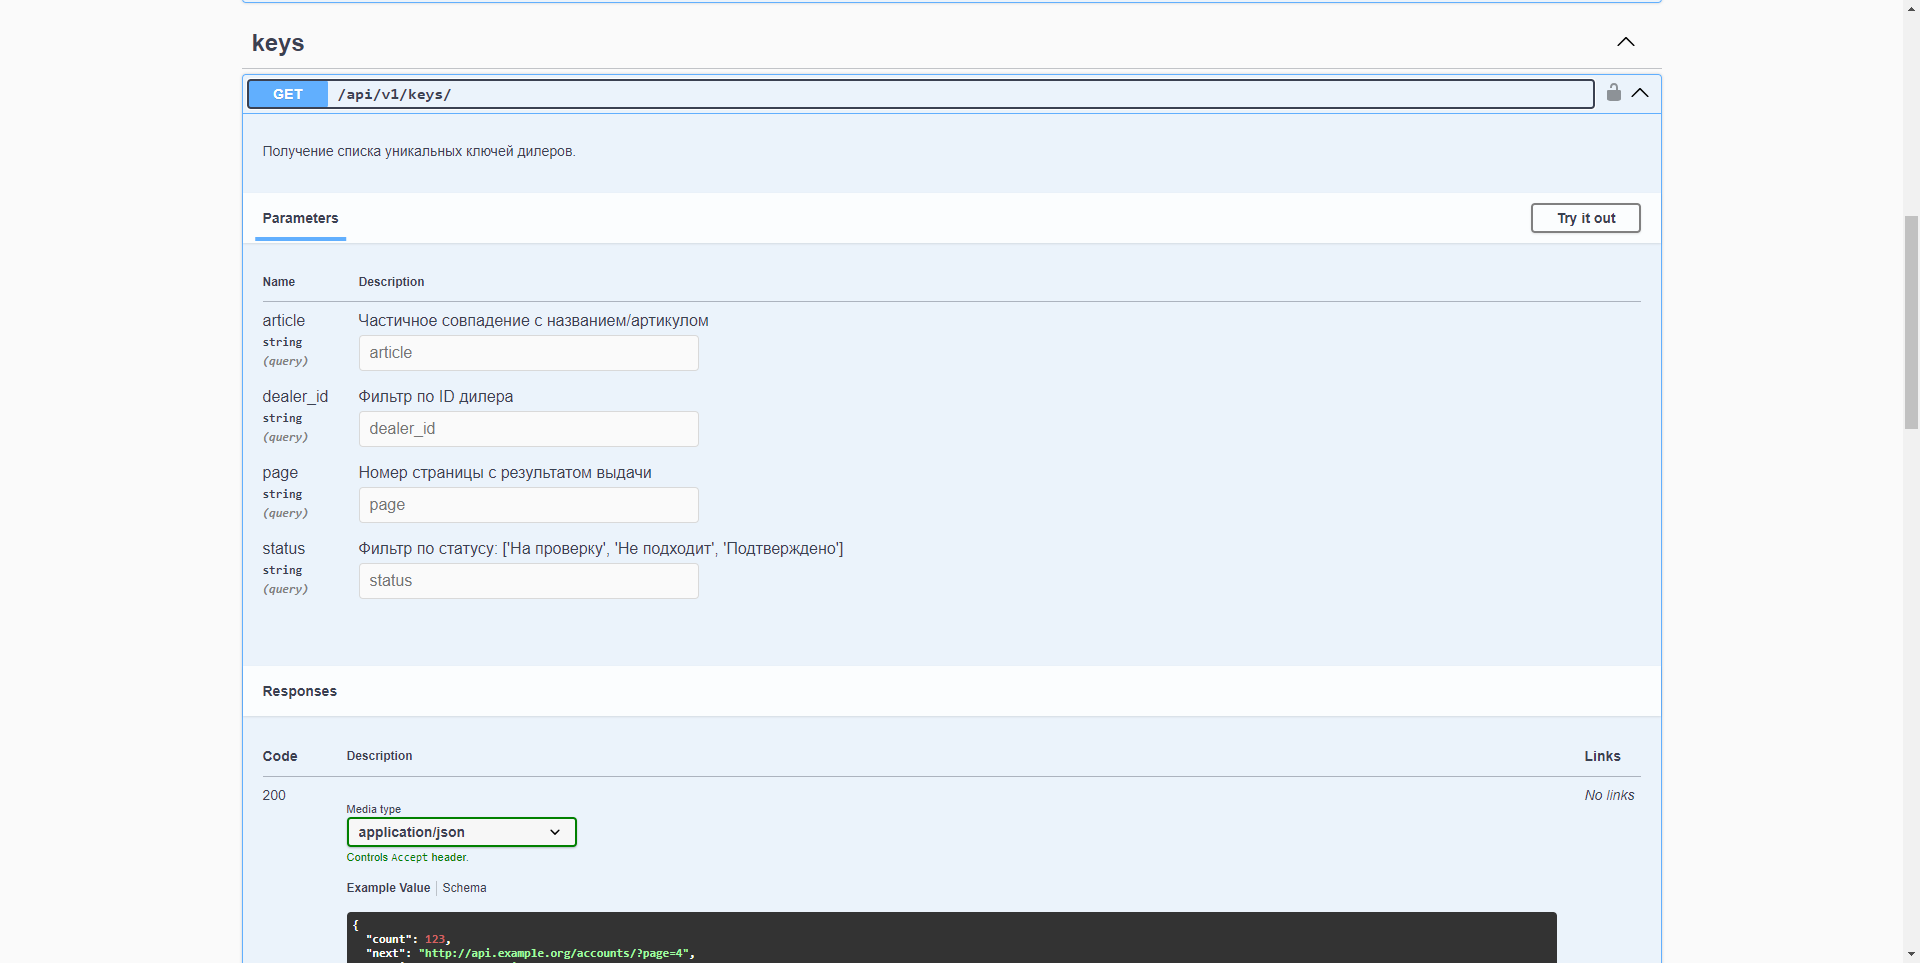 keys
GET /api/v1/keys/
Получение списка уникальных ключей дилеров.
Parameters
Try it out
Name Description
article Частичное совпадение с названием/артикулом
string
(query)
article
dealer_id Фильтр по ID дилера
string
(query)
dealer_id
page Номер страницы с результатом выдачи
string
(query)
page
status Фильтр по статусу: ['На проверку', 'Не подходит', 'Подтверждено']
string
(query)
status
Responses
Code Description Links
200 No links
Media type
application/json
Controls Accept header.
Example Value Schema
{
"count": 123,
"next": "http://api.example.org/accounts/?page=4",